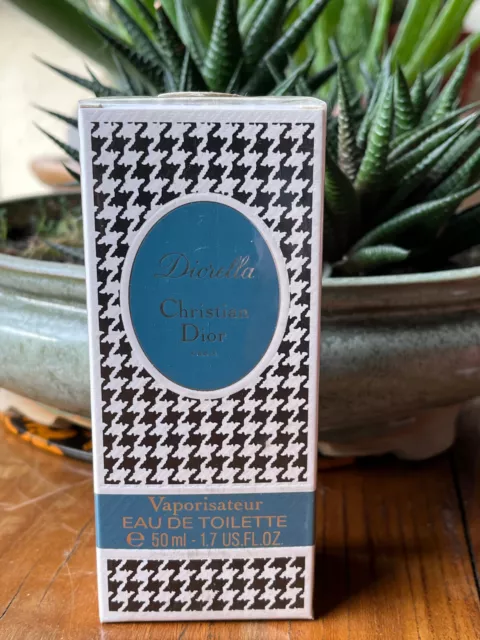 Diorella
Christian
Dior
Vaporisateur
EAU DE TOILETTE
℮ 50 ml - 1.7 US.FL.OZ.